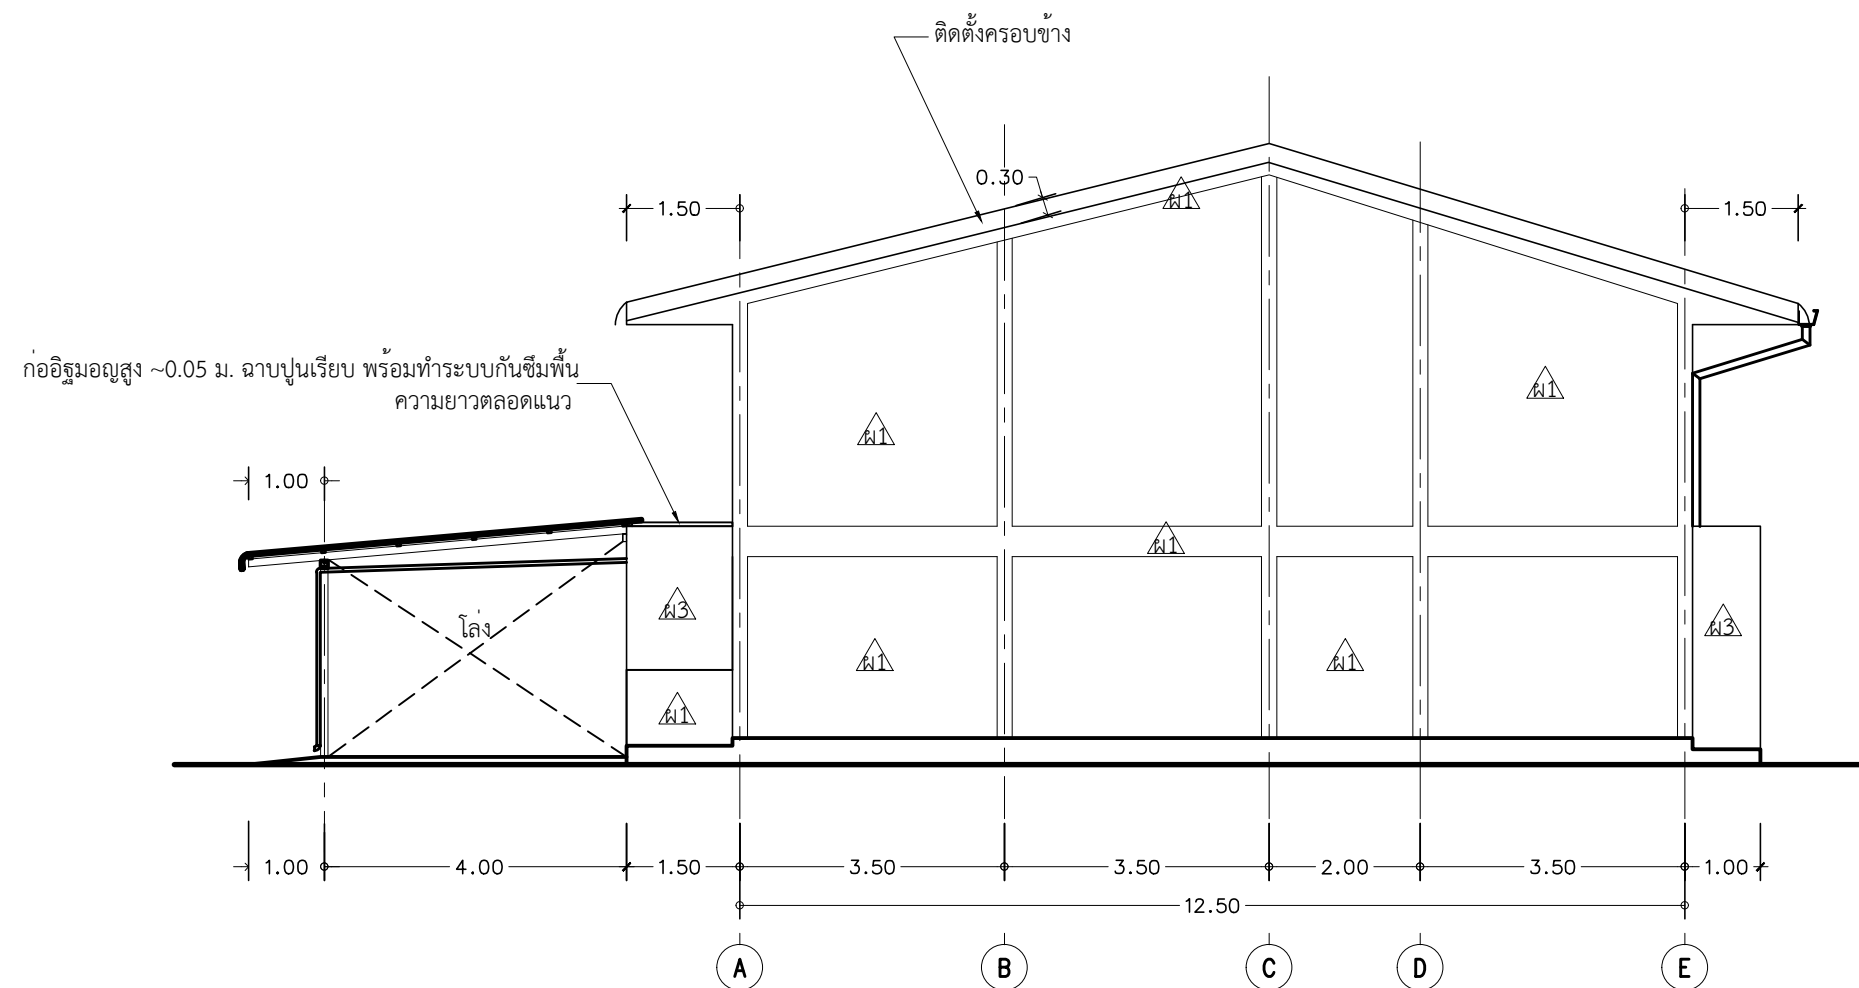 ติดตั้งครอบข้าง
0.30
ผ1
1.50
1.50
ก่ออิฐมอญสูง ~0.05 ม. ฉาบปูนเรียบ พร้อมทำระบบกันซึมพื้น
ความยาวตลอดแนว
ผ1
ผ1
1.00
ผ1
ผ3
โล่ง
ผ3
ผ1
ผ1
ผ1
1.00
4.00
1.50
3.50
3.50
2.00
3.50
1.00
12.50
A
B
C
D
E